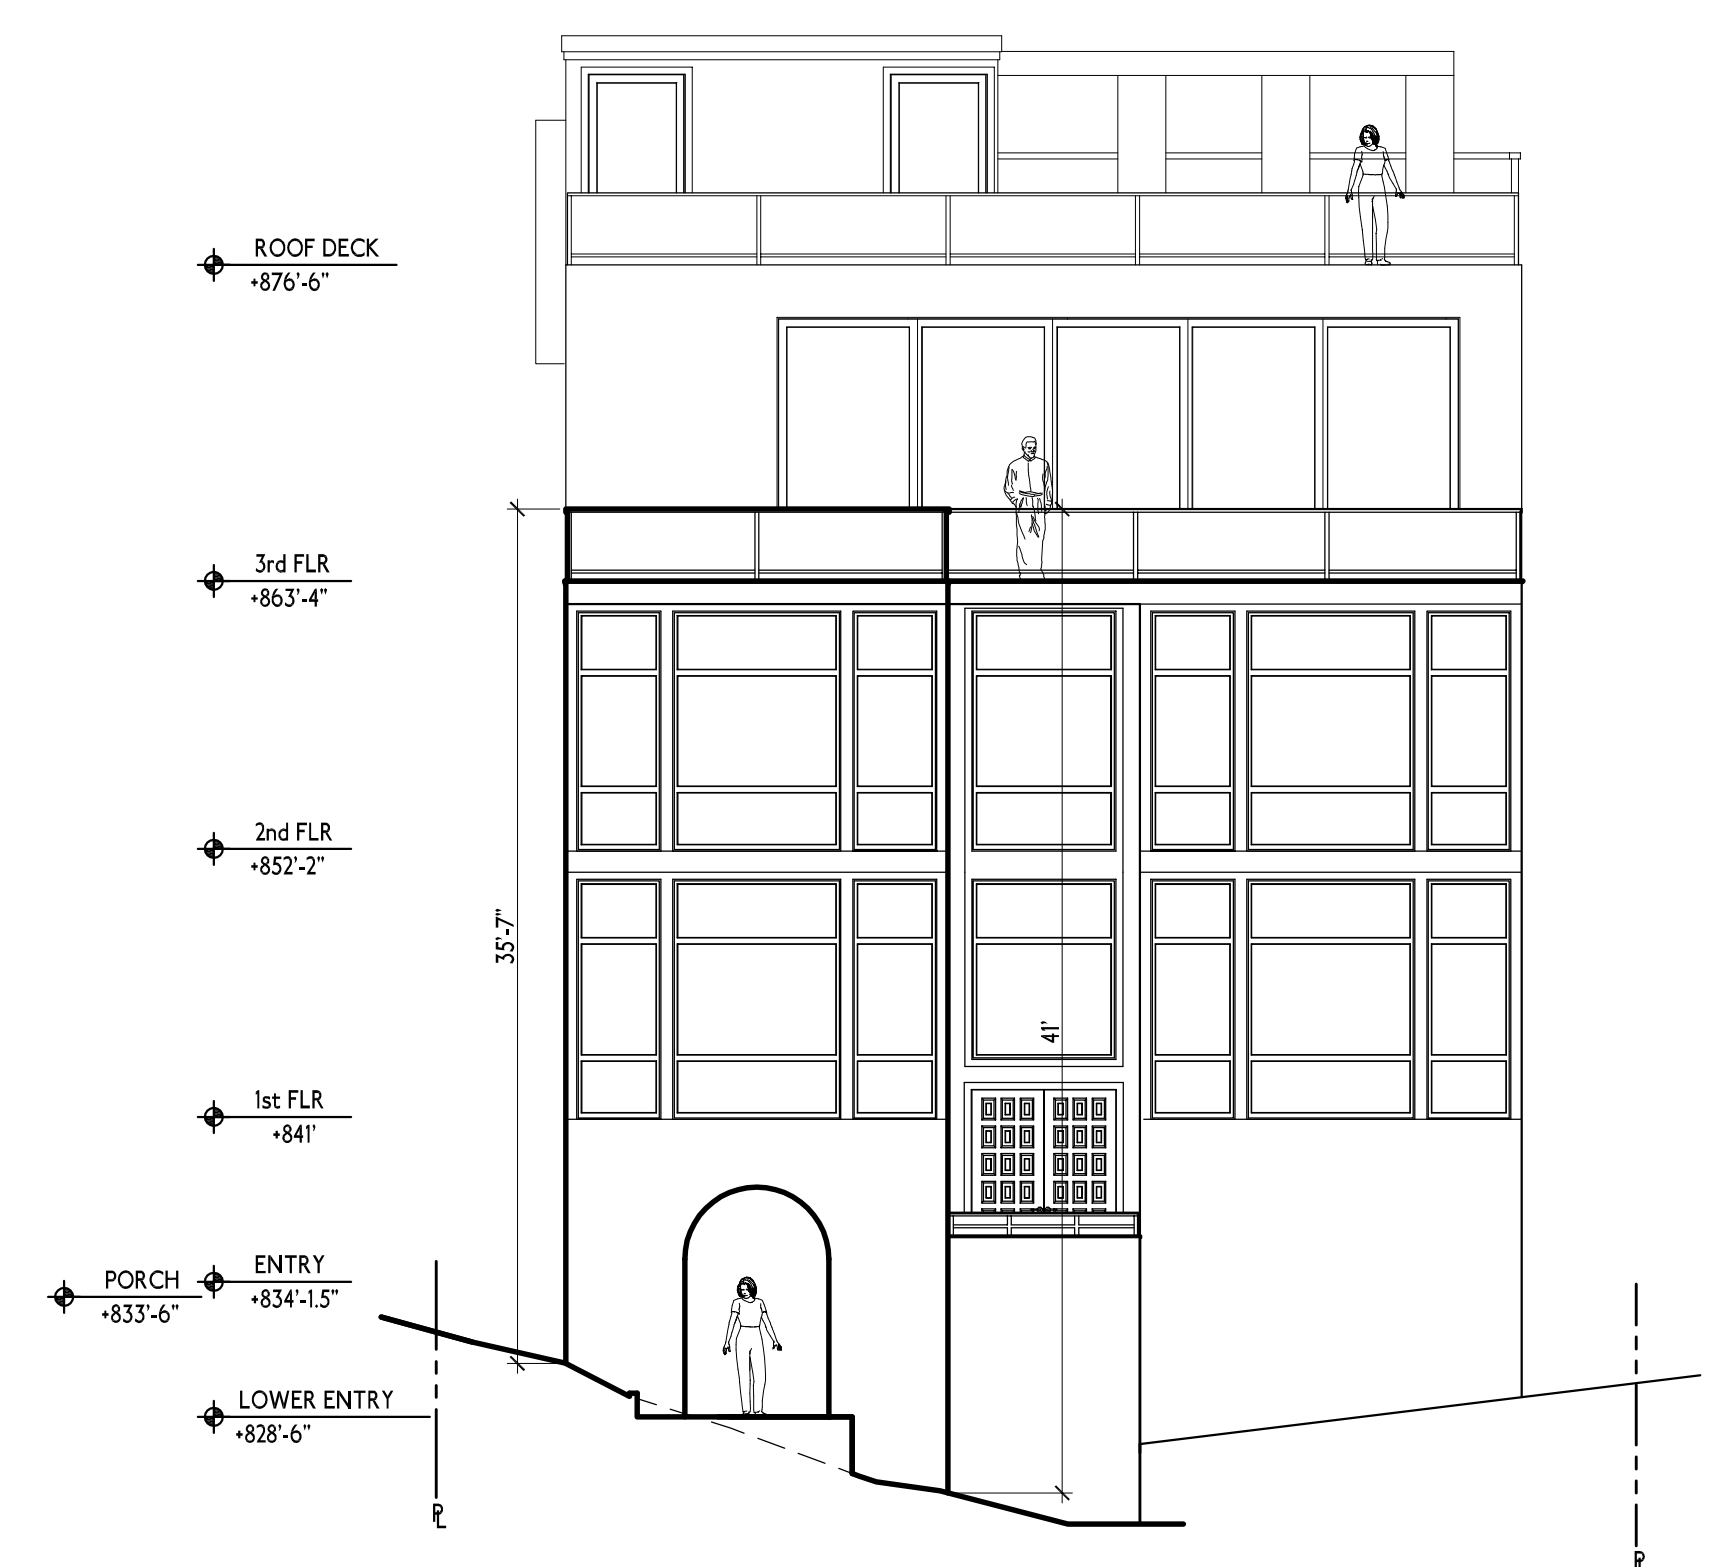 ROOF DECK
+876'-6"
3rd FLR
+863'-4"
2nd FLR
+852'-2"
35'-7"
41'
1st FLR
+841'
ENTRY
+834'-1.5"
PORCH
+833'-6"
LOWER ENTRY
+828'-6"
PL
PL